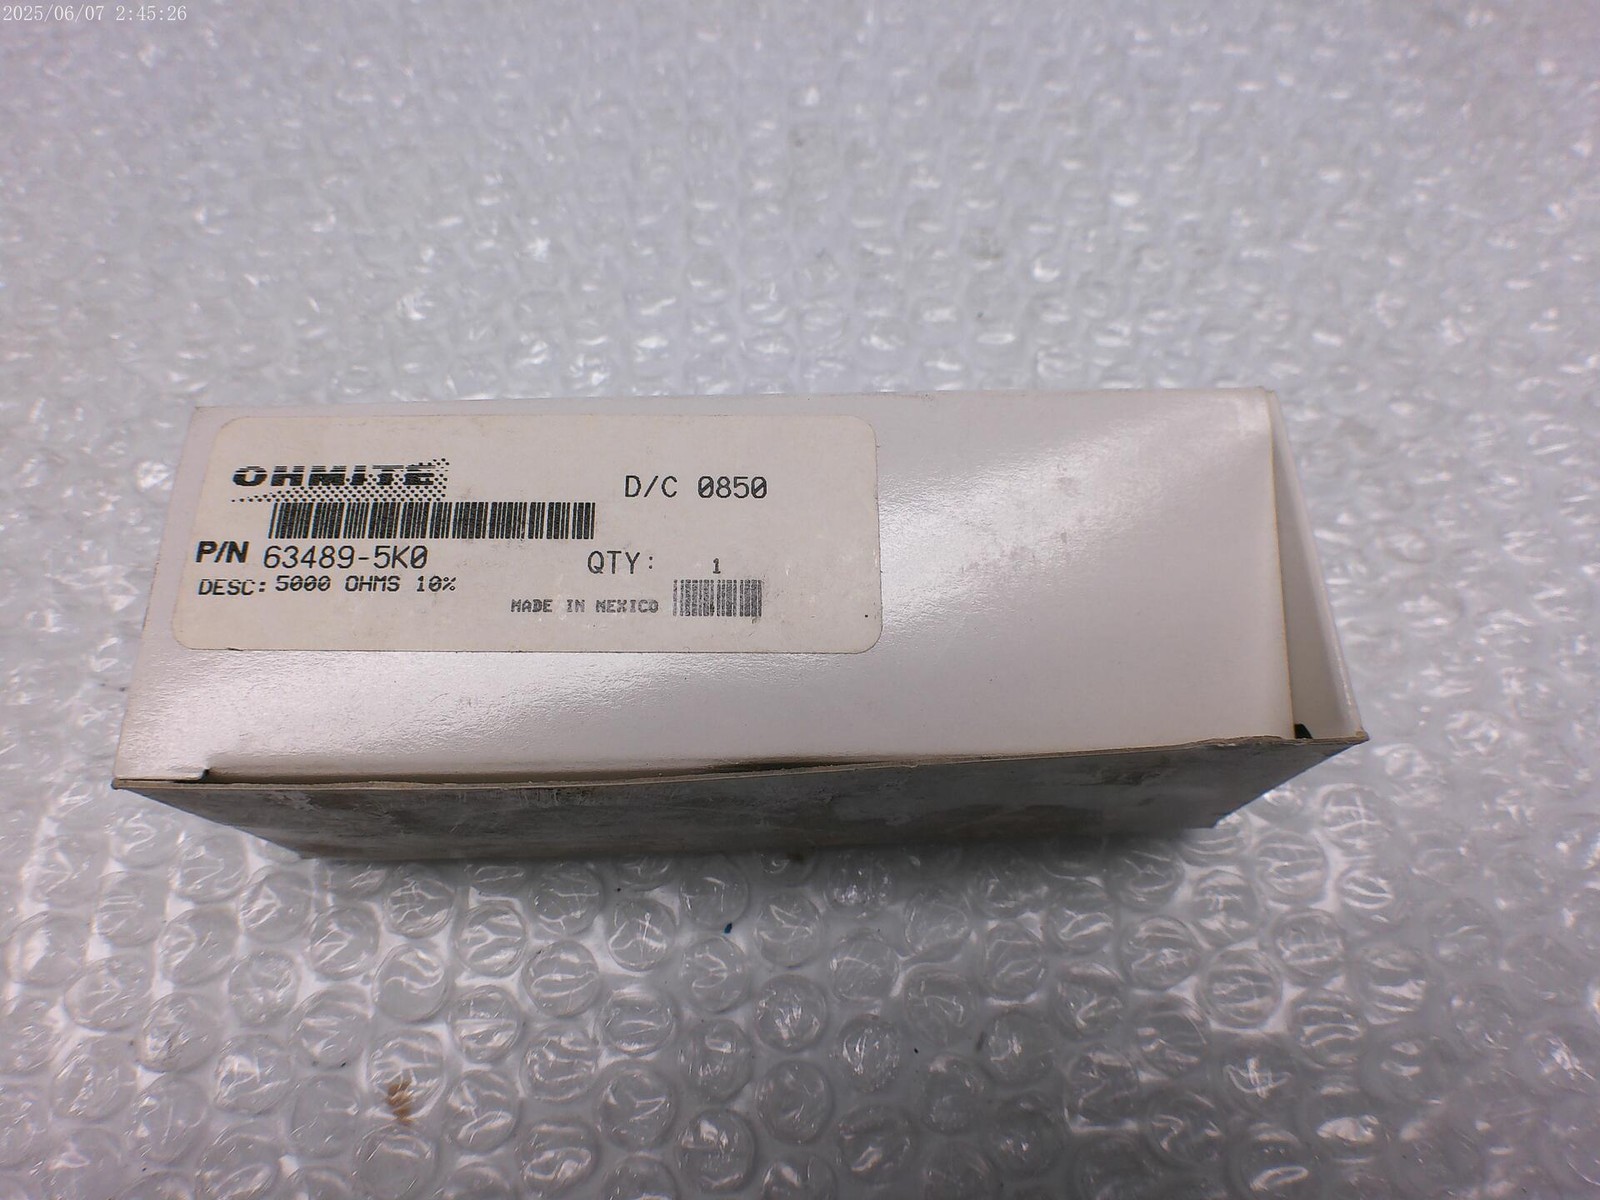 2025/06/07 2:45:26
OHMITE
D/C 0850
P/N 63489-5K0
QTY: 1
DESC: 5000 OHMS 10%
MADE IN MEXICO